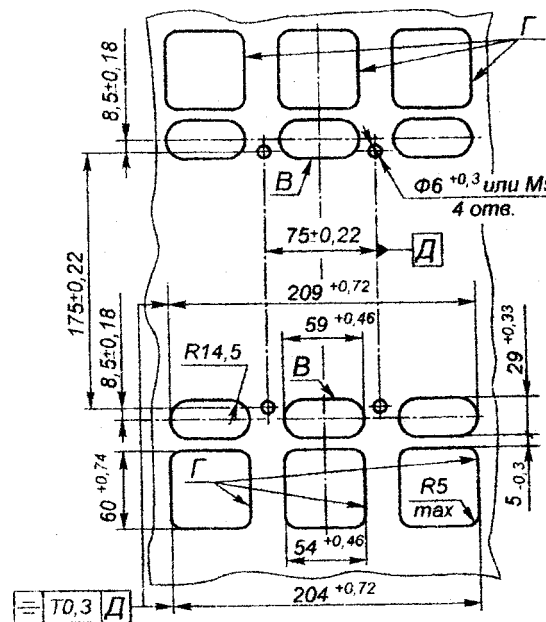 Г
8,5±0,18
В
Ф6 +0,3 или М5
4 отв.
75±0,22
Д
175±0,22
209 +0,72
59 +0,46
29 +0,33
R14,5
В
8,5±0,18
60 +0,74
Г
R5
max
5 -0,3
54 +0,46
Т0,3 Д
204 +0,72